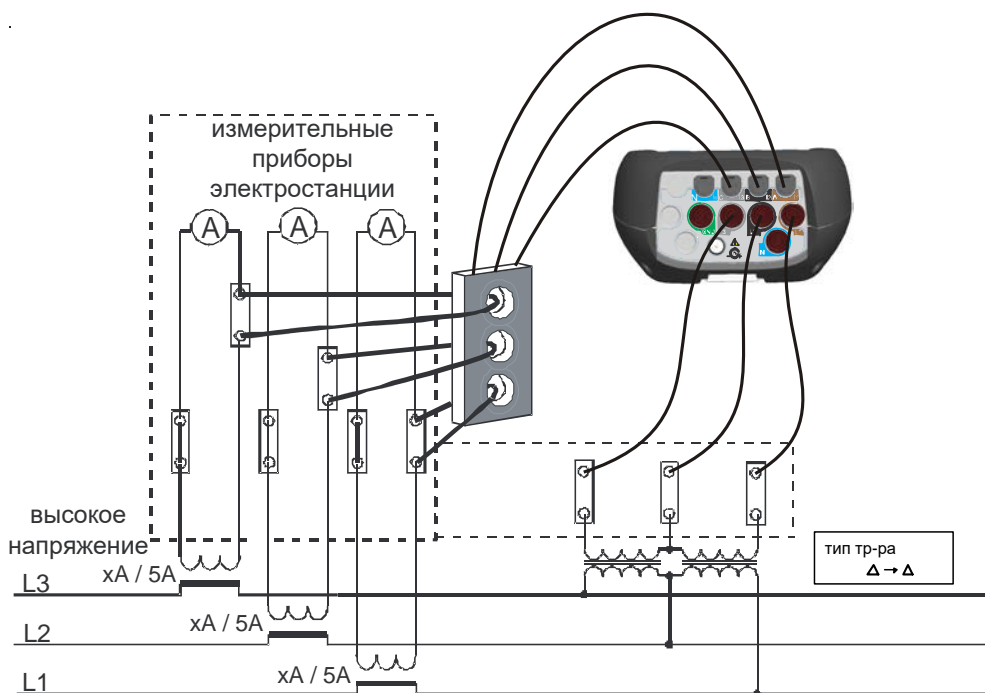 измерительные
приборы
электростанции
A
A
A
N
N
высокое
напряжение
xA / 5A
L3
xA / 5A
L2
xA / 5A
L1
тип тр-ра
Δ → Δ